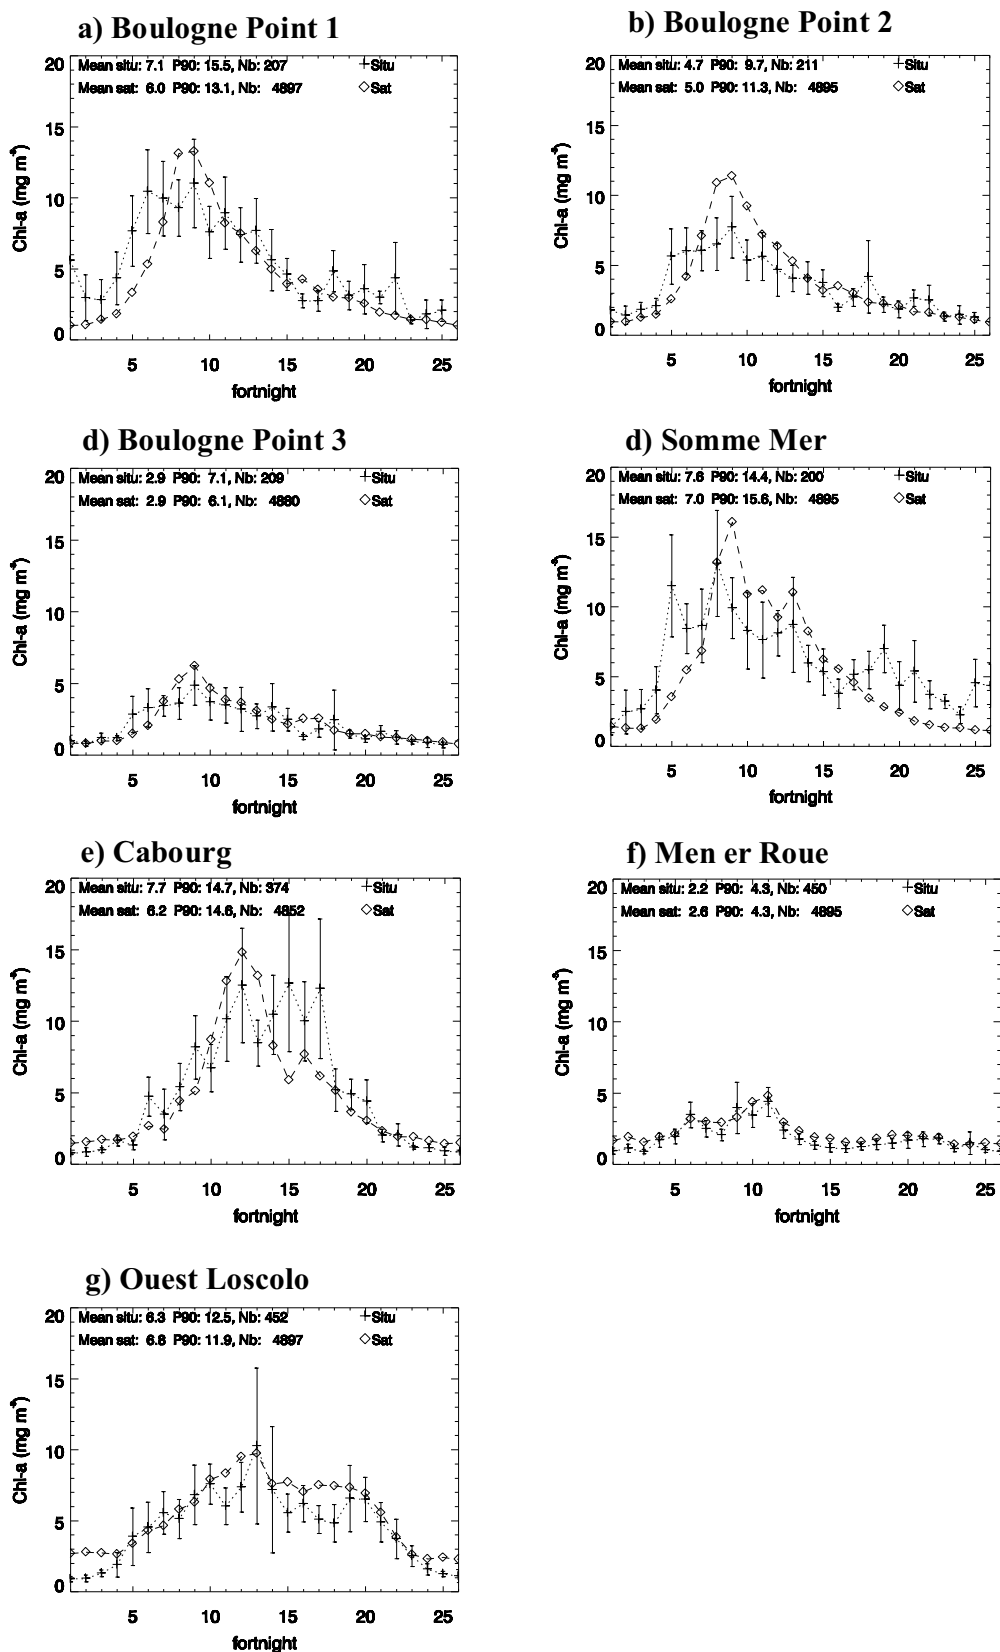 a) Boulogne Point 1
Mean situ: 7.1 P90: 15.5, Nb: 207
Situ
Mean sat: 6.0 P90: 13.1, Nb: 4897
Sat
20
15
10
5
0
Chl-a (mg m-3)
5 10 15 20 25
fortnight
b) Boulogne Point 2
Mean situ: 4.7 P90: 9.7, Nb: 211
Situ
Mean sat: 5.0 P90: 11.3, Nb: 4895
Sat
20
15
10
5
0
Chl-a (mg m-3)
5 10 15 20 25
fortnight
d) Boulogne Point 3
Mean situ: 2.9 P90: 7.1, Nb: 209
Situ
Mean sat: 2.9 P90: 6.1, Nb: 4880
Sat
20
15
10
5
0
Chl-a (mg m-3)
5 10 15 20 25
fortnight
d) Somme Mer
Mean situ: 7.6 P90: 14.4, Nb: 200
Situ
Mean sat: 7.0 P90: 15.6, Nb: 4895
Sat
20
15
10
5
0
Chl-a (mg m-3)
5 10 15 20 25
fortnight
e) Cabourg
Mean situ: 7.7 P90: 14.7, Nb: 374
Situ
Mean sat: 6.2 P90: 14.6, Nb: 4852
Sat
20
15
10
5
0
Chl-a (mg m-3)
5 10 15 20 25
fortnight
f) Men er Roue
Mean situ: 2.2 P90: 4.3, Nb: 450
Situ
Mean sat: 2.6 P90: 4.3, Nb: 4895
Sat
20
15
10
5
0
Chl-a (mg m-3)
5 10 15 20 25
fortnight
g) Ouest Loscolo
Mean situ: 6.3 P90: 12.5, Nb: 452
Situ
Mean sat: 6.8 P90: 11.9, Nb: 4897
Sat
20
15
10
5
0
Chl-a (mg m-3)
5 10 15 20 25
fortnight